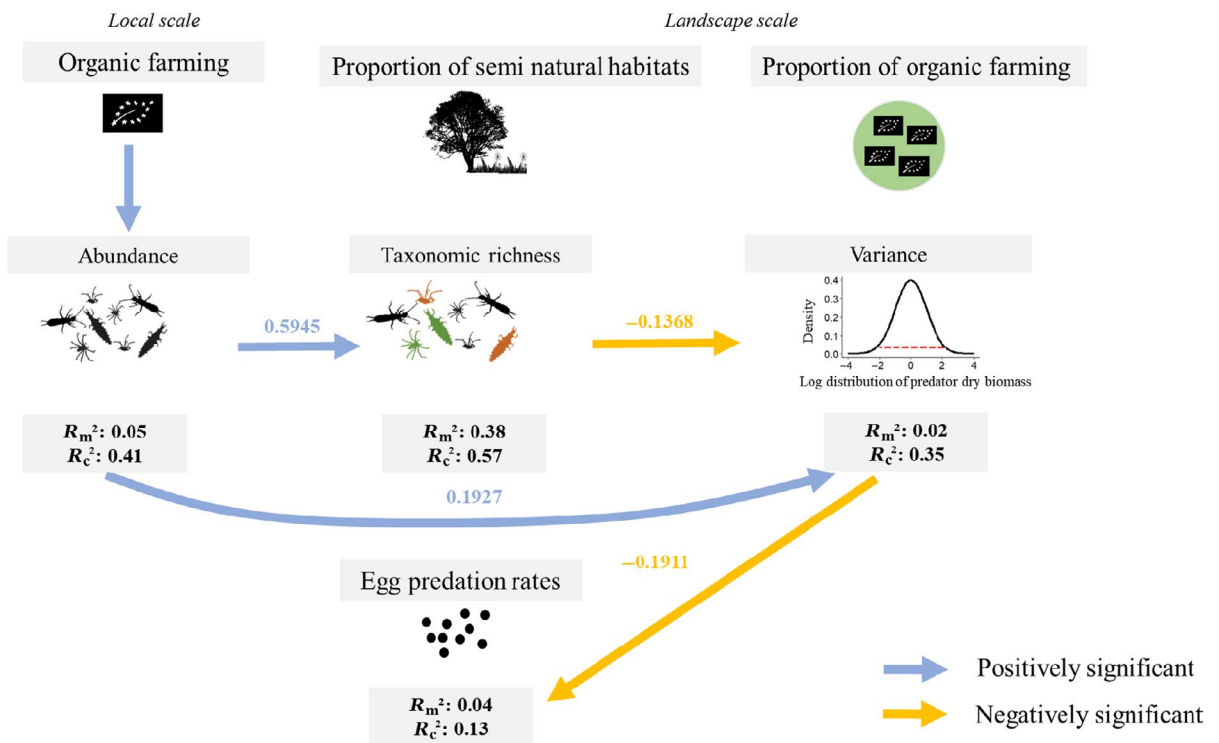 Local scale
Landscape scale
Organic farming
Proportion of semi natural habitats
Proportion of organic farming
Abundance
Taxonomic richness
Variance
0.5945
−0.1368
Density
0.4
0.3
0.2
0.1
0.0
−4 −2 0 2 4
Log distribution of predator dry biomass
Rm²: 0.05
Rc²: 0.41
Rm²: 0.38
Rc²: 0.57
Rm²: 0.02
Rc²: 0.35
0.1927
−0.1911
Egg predation rates
Rm²: 0.04
Rc²: 0.13
Positively significant
Negatively significant